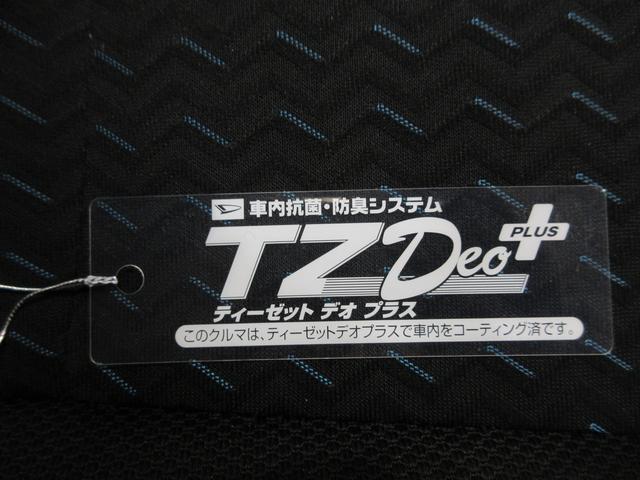 車内抗菌・防臭システム
TZ Deo PLUS
ティーゼット デオ プラス
このクルマは、ティーゼットデオプラスで車内をコーティング済です。